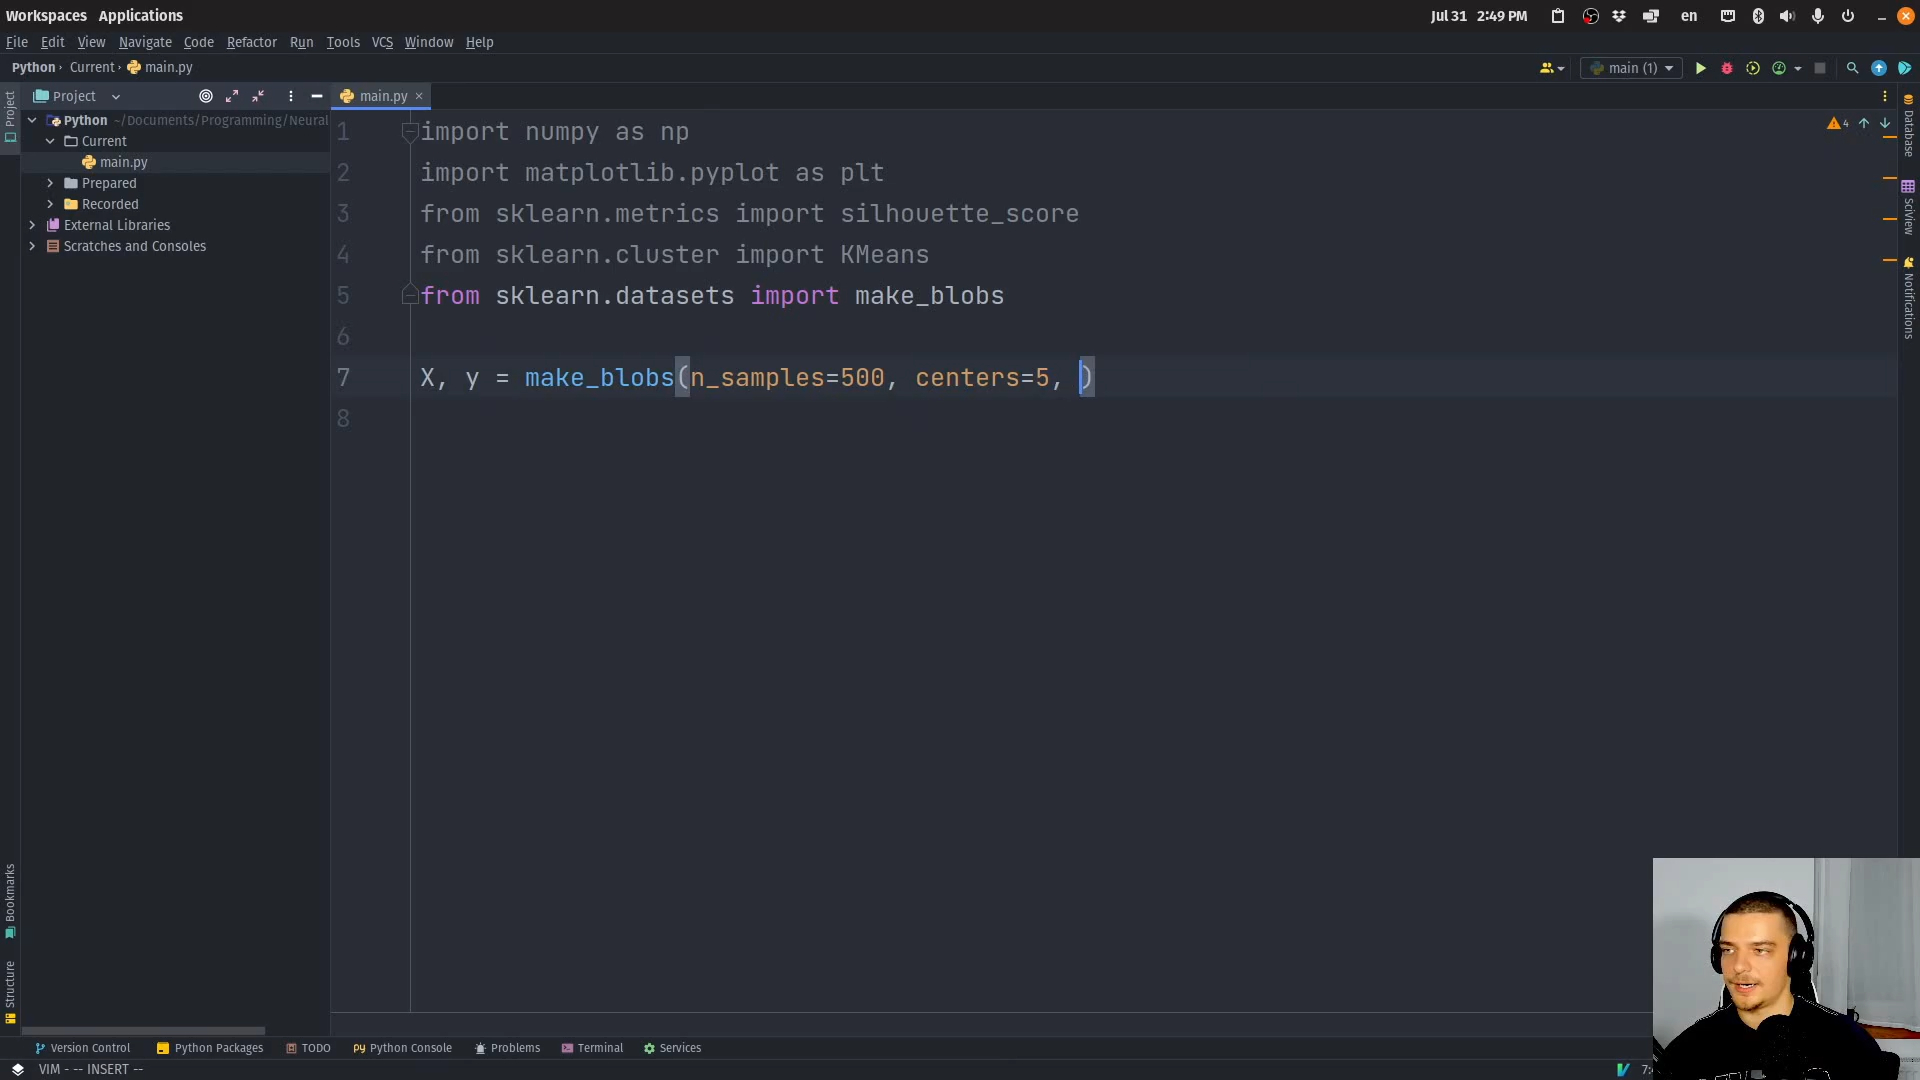 Workspaces Applications
Jul 31 2:49 PM
en
File Edit View Navigate Code Refactor Run Tools VCS Window Help
Python Current main.py
main (1)
Project
main.py
Python ~/Documents/Programming/Neural
Current
main.py
Prepared
Recorded
External Libraries
Scratches and Consoles
1 import numpy as np
2 import matplotlib.pyplot as plt
3 from sklearn.metrics import silhouette_score
4 from sklearn.cluster import KMeans
5 from sklearn.datasets import make_blobs
6
7 X, y = make_blobs(n_samples=500, centers=5, )
8
4
Project
Bookmarks
Structure
Database
SciView
Notifications
Version Control Python Packages TODO Python Console Problems Terminal Services
VIM - -- INSERT --